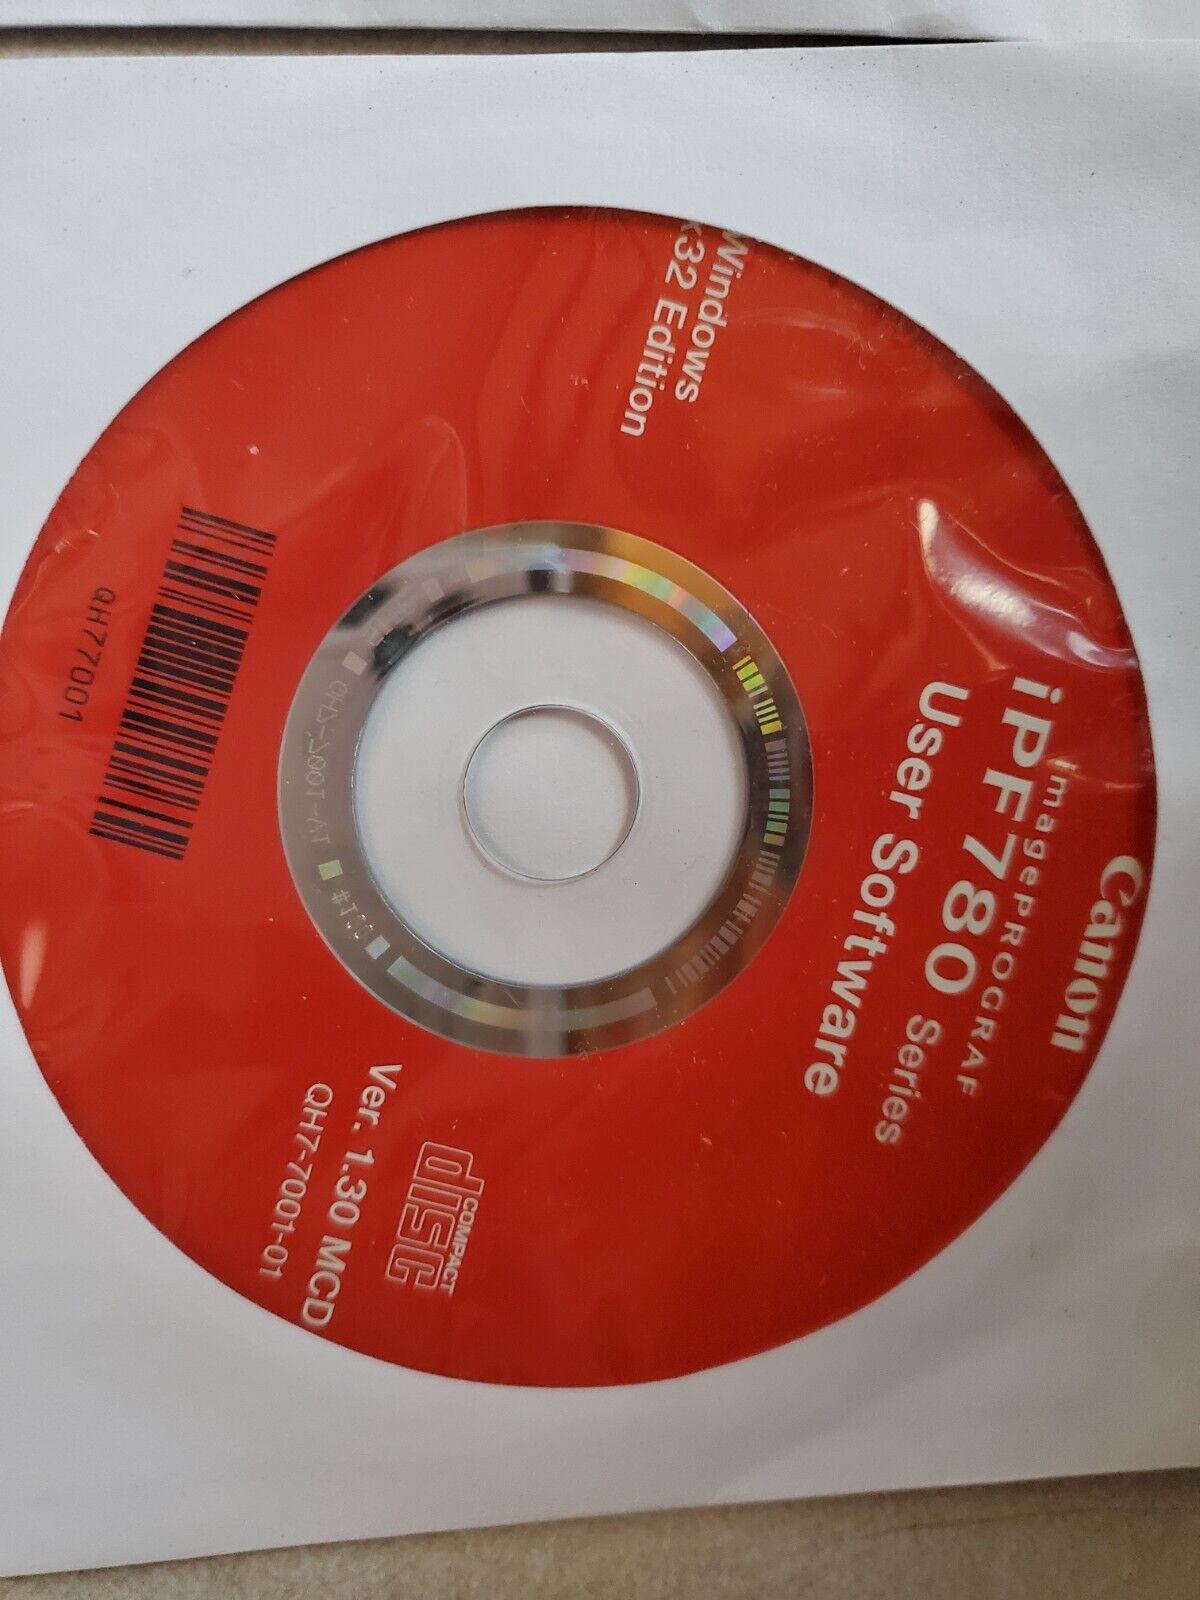 Canon
imagePROGRAF
iPF780 Series
User Software
Windows
x32 Edition
COMPACT
disc
Ver. 1.30 MCD
QH7-7001-01
QH77001